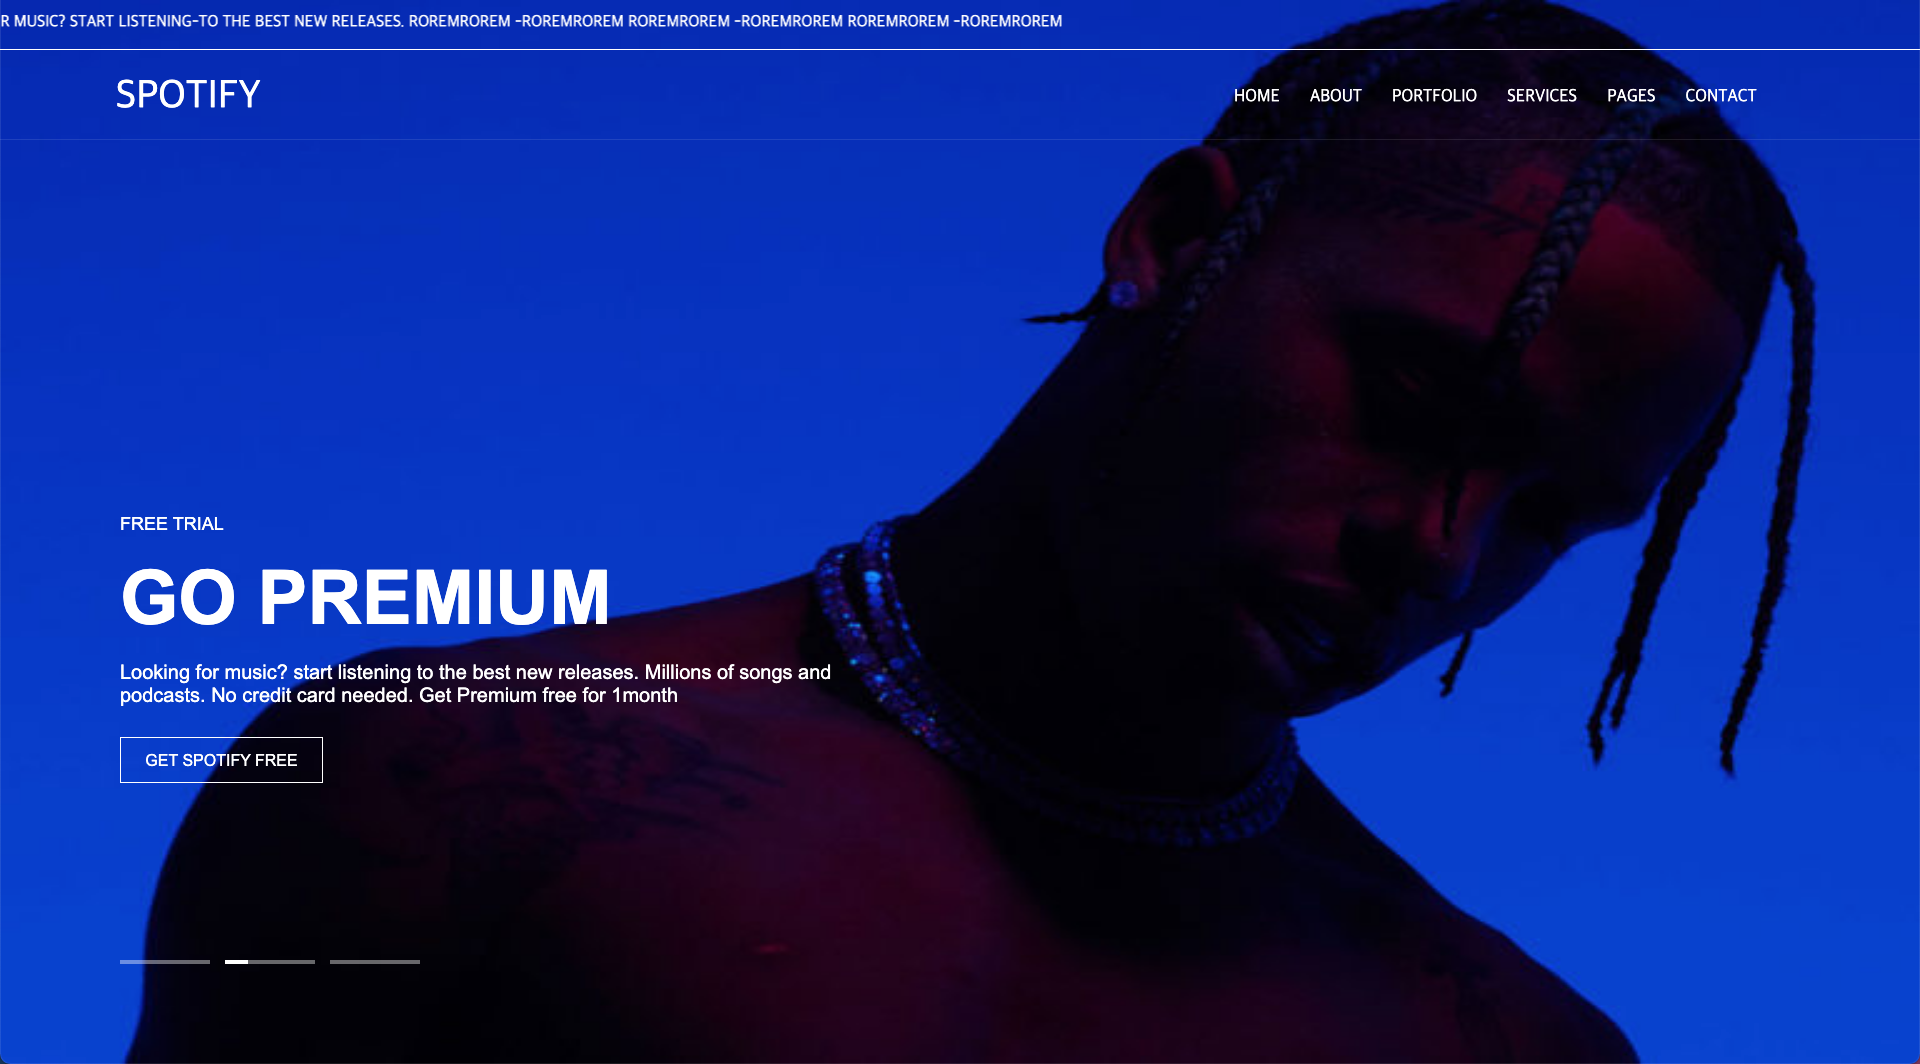 R MUSIC? START LISTENING-TO THE BEST NEW RELEASES. ROREMROREM -ROREMROREM ROREMROREM -ROREMROREM ROREMROREM -ROREMROREM
SPOTIFY
HOME ABOUT PORTFOLIO SERVICES PAGES CONTACT
FREE TRIAL
GO PREMIUM
Looking for music? start listening to the best new releases. Millions of songs and
podcasts. No credit card needed. Get Premium free for 1month
GET SPOTIFY FREE